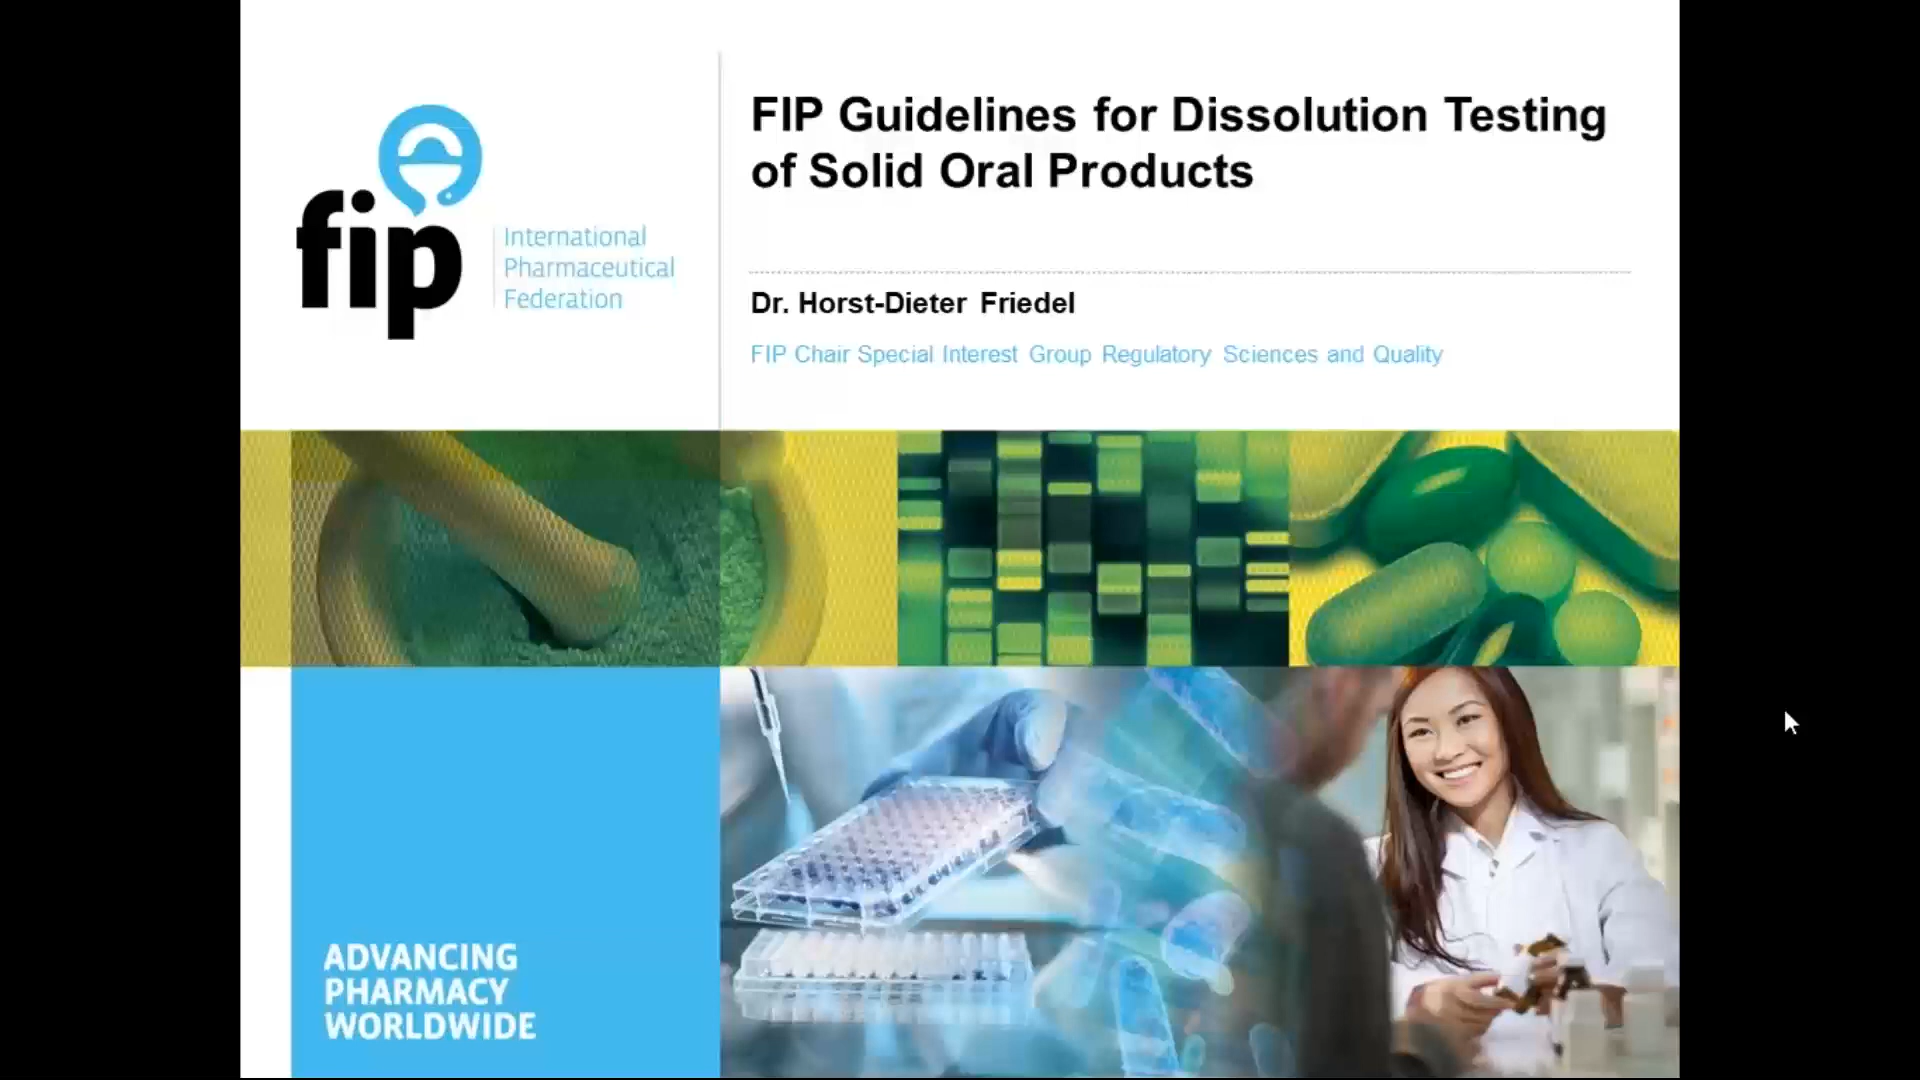 fip
International
Pharmaceutical
Federation
FIP Guidelines for Dissolution Testing
of Solid Oral Products
Dr. Horst-Dieter Friedel
FIP Chair Special Interest Group Regulatory Sciences and Quality
ADVANCING
PHARMACY
WORLDWIDE